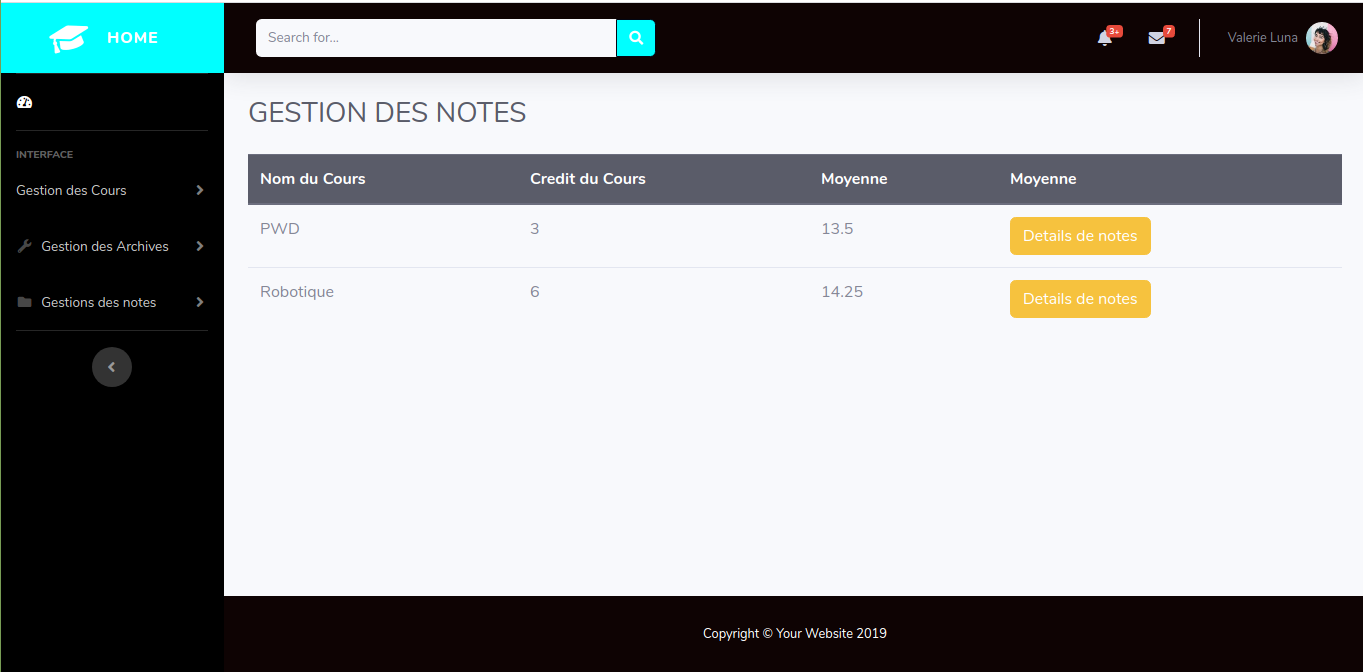 HOME
Search for...
3+
7
Valerie Luna
INTERFACE
Gestion des Cours
Gestion des Archives
Gestions des notes
GESTION DES NOTES
Nom du Cours Credit du Cours Moyenne Moyenne
PWD 3 13.5 Details de notes
Robotique 6 14.25 Details de notes
Copyright © Your Website 2019